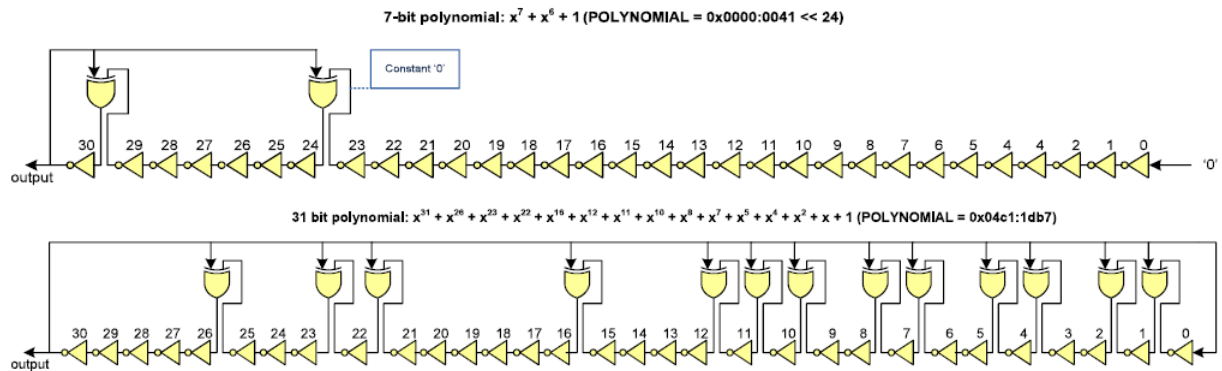 7-bit polynomial: x⁷ + x⁶ + 1 (POLYNOMIAL = 0x0000:0041 << 24)
Constant '0'
30 29 28 27 26 25 24 23 22 21 20 19 18 17 16 15 14 13 12 11 10 9 8 7 6 5 4 4 2 1 0
output '0'
31 bit polynomial: x³¹ + x²⁶ + x²³ + x²² + x¹⁶ + x¹² + x¹¹ + x¹⁰ + x⁸ + x⁷ + x⁵ + x⁴ + x² + x + 1 (POLYNOMIAL = 0x04c1:1db7)
30 29 28 27 26 25 24 23 22 21 20 19 18 17 16 15 14 13 12 11 10 9 8 7 6 5 4 3 2 1 0
output